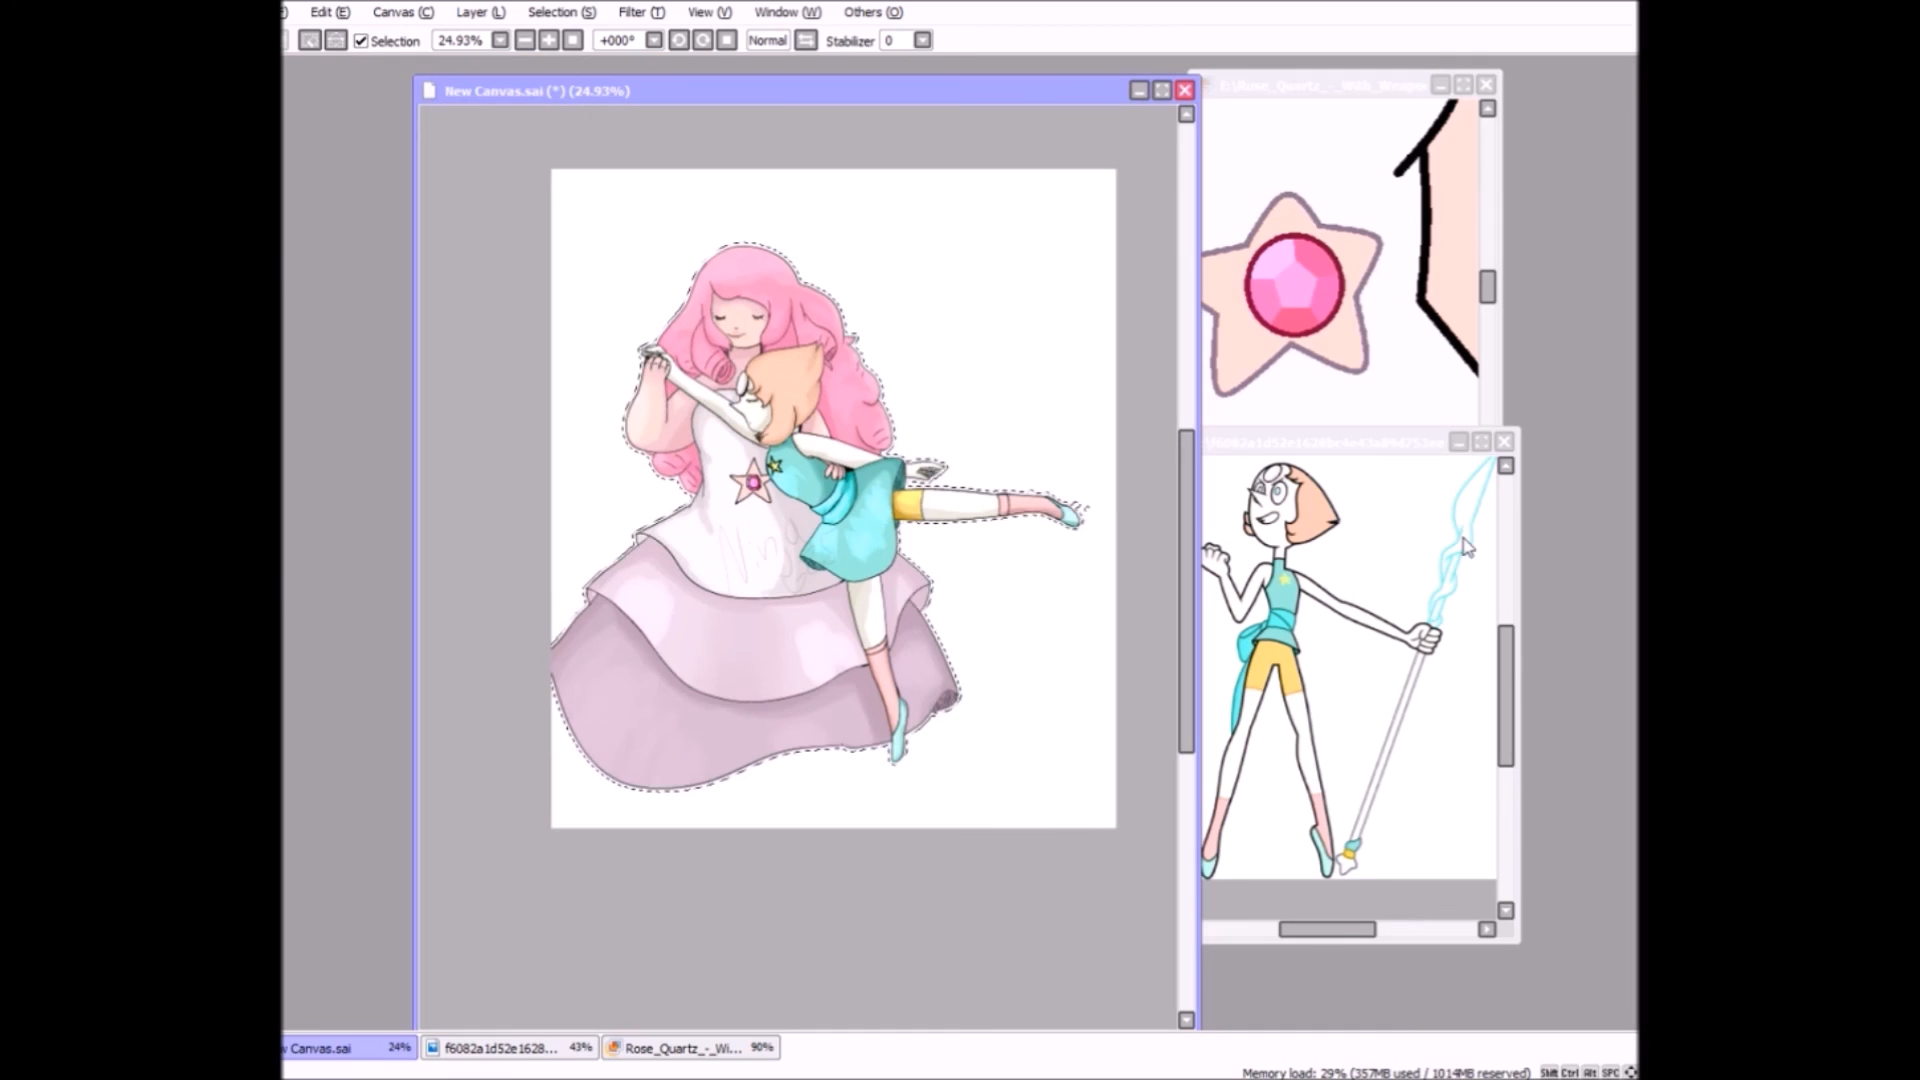 Edit (E) Canvas (C) Layer (L) Selection (S) Filter (T) View (V) Window (W) Others (O)
Selection 24.93% +000° Normal Stabilizer 0
New Canvas.sai (*) (24.93%)
E:\Rose_Quartz_-_With_Weapon
w Canvas.sai 24% f6082a1d52e1628... 43% Rose_Quartz_-_Wi... 90%
Memory load: 29% (357MB used / 1014MB reserved) Shift Ctrl Alt SPC